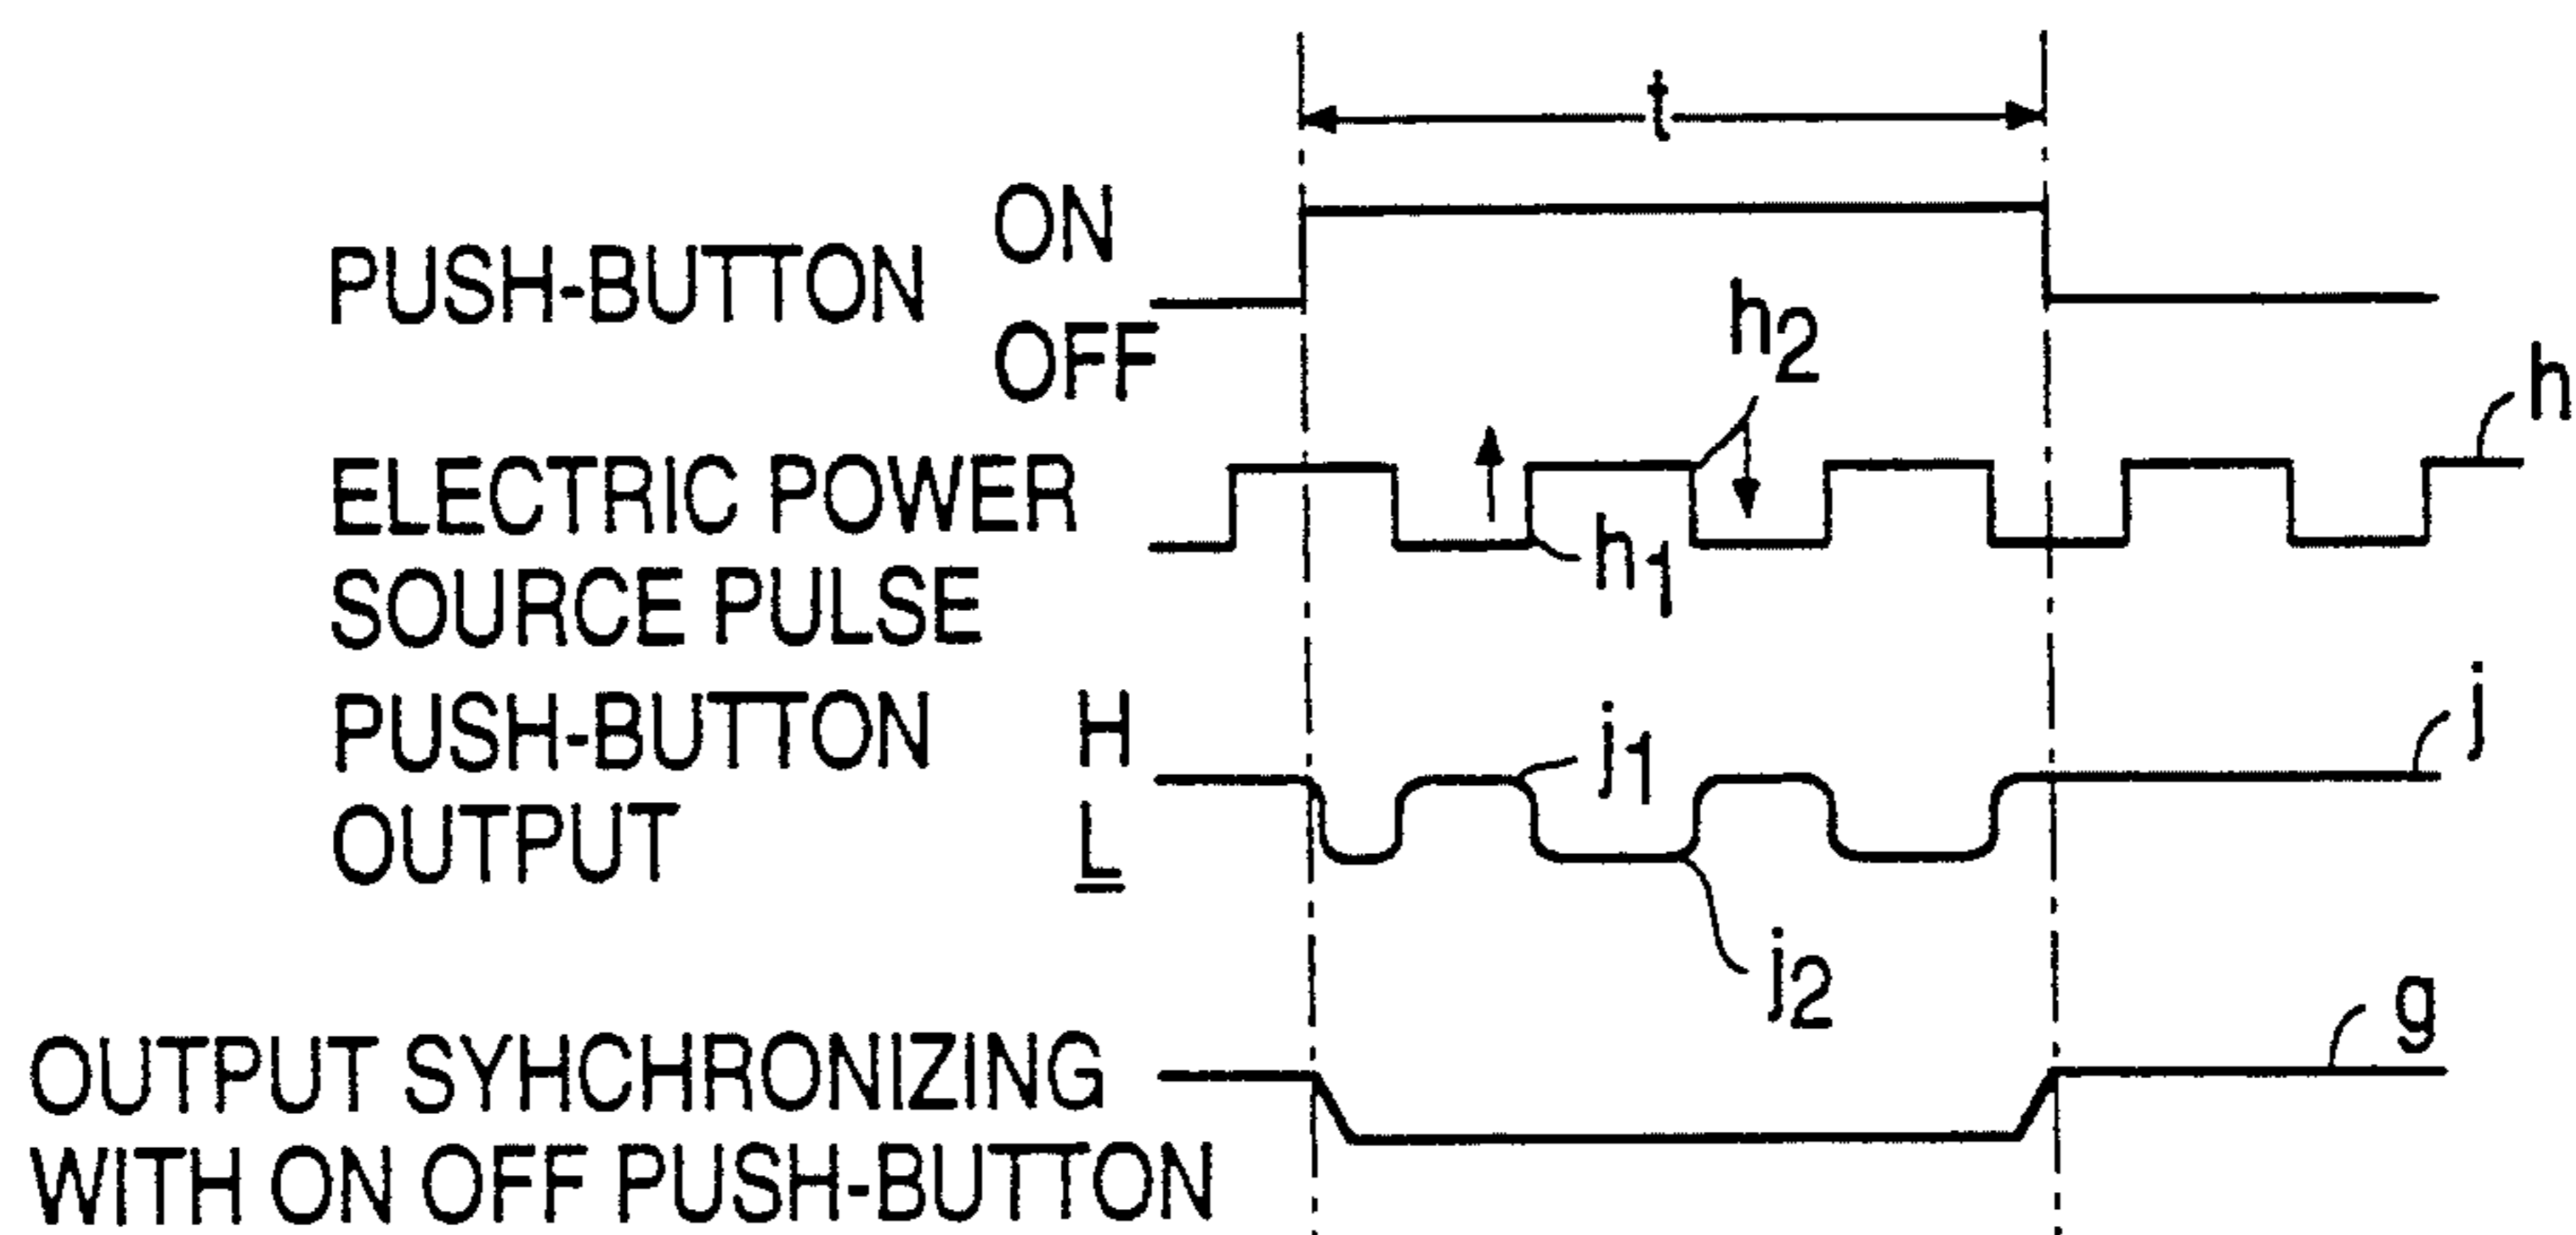 t
ON
PUSH-BUTTON
OFF
h2
h
ELECTRIC POWER
SOURCE PULSE
h1
PUSH-BUTTON H
OUTPUT L
j1
j
j2
g
OUTPUT SYHCHRONIZING
WITH ON OFF PUSH-BUTTON